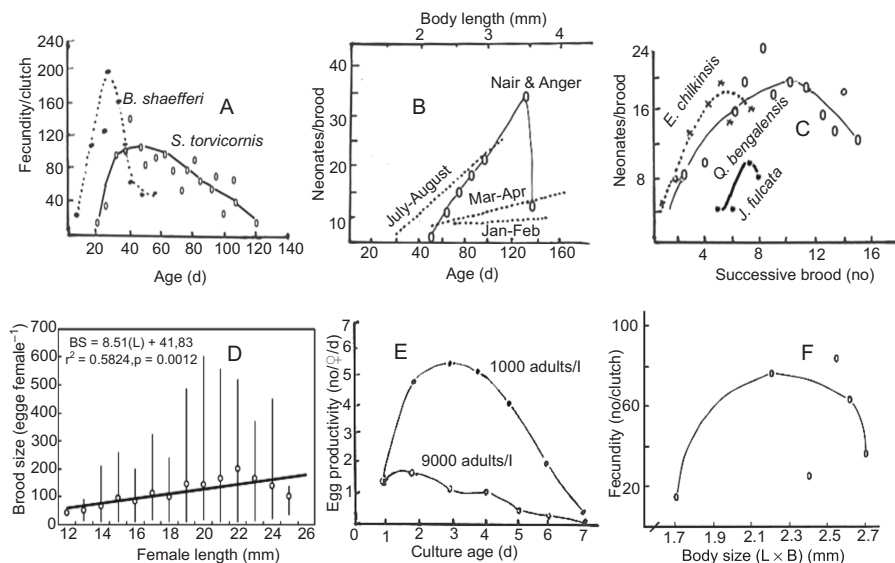 240
200
160
120
80
40
Fecundity/clutch
A
B. shaefferi
S. torvicornis
20 40 60 80 100 120 140
Age (d)
Body length (mm)
2 3 4
40
30
20
10
Neonates/brood
B
Nair & Anger
July-August
Mar-Apr
Jan-Feb
20 40 80 120 160
Age (d)
24
16
8
Neonates/brood
C
E. chilkinsis
Q. bengalensis
J. fulcata
4 8 12 16
Successive brood (no)
700
600
500
400
300
200
100
0
Brood size (egge female⁻¹)
BS = 8.51(L) + 41,83
r² = 0.5824,p = 0.0012
D
12 14 16 18 20 22 24 26
Female length (mm)
7
6
5
4
3
2
1
Egg productivity (no/♀/d)
E
1000 adults/l
9000 adults/l
0 1 2 3 4 5 6 7
Culture age (d)
100
60
20
Fecundity (no/clutch)
F
1.7 1.9 2.1 2.3 2.5 2.7
Body size (L × B) (mm)